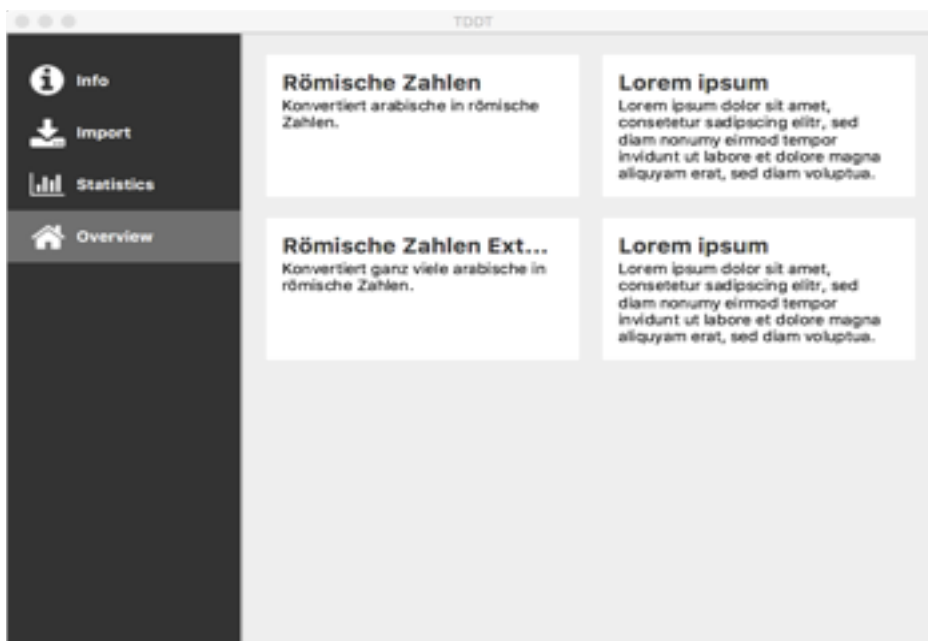 TDDT
Info
Import
Statistics
Overview
Römische Zahlen
Konvertiert arabische in römische
Zahlen.
Lorem ipsum
Lorem ipsum dolor sit amet,
consetetur sadipscing elitr, sed
diam nonumy eirmod tempor
invidunt ut labore et dolore magna
aliquyam erat, sed diam voluptua.
Römische Zahlen Ext...
Konvertiert ganz viele arabische in
römische Zahlen.
Lorem ipsum
Lorem ipsum dolor sit amet,
consetetur sadipscing elitr, sed
diam nonumy eirmod tempor
invidunt ut labore et dolore magna
aliquyam erat, sed diam voluptua.